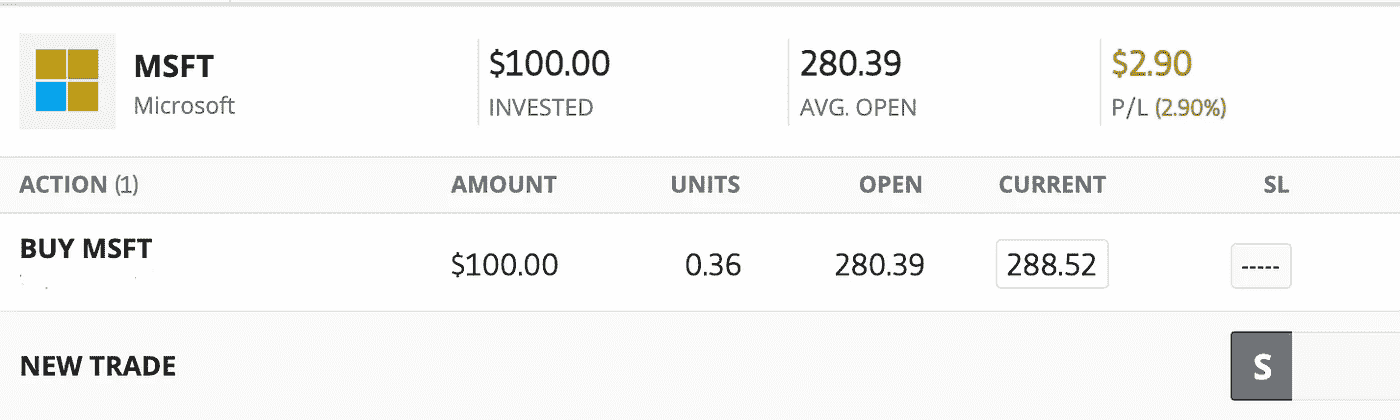 MSFT $100.00 280.39 $2.90
Microsoft INVESTED AVG. OPEN P/L (2.90%)
ACTION (1) AMOUNT UNITS OPEN CURRENT SL
BUY MSFT
$100.00 0.36 280.39 288.52 -----
NEW TRADE S